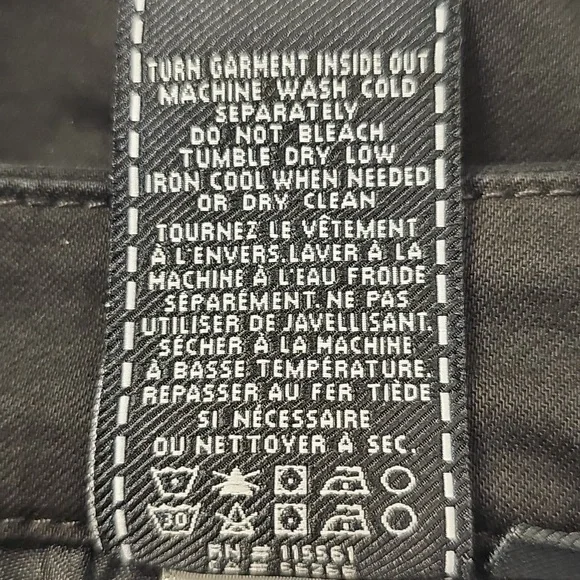 TURN GARMENT INSIDE OUT
MACHINE WASH COLD
SEPARATELY
DO NOT BLEACH
TUMBLE DRY LOW
IRON COOL WHEN NEEDED
OR DRY CLEAN
TOURNEZ LE VÊTEMENT
À L'ENVERS. LAVER À LA
MACHINE À L'EAU FROIDE
SÉPARÉMENT. NE PAS
UTILISER DE JAVELLISANT.
SÉCHER À LA MACHINE
À BASSE TEMPÉRATURE.
REPASSER AU FER TIÈDE
SI NÉCESSAIRE
OU NETTOYER À SEC.
30
RN = 115561